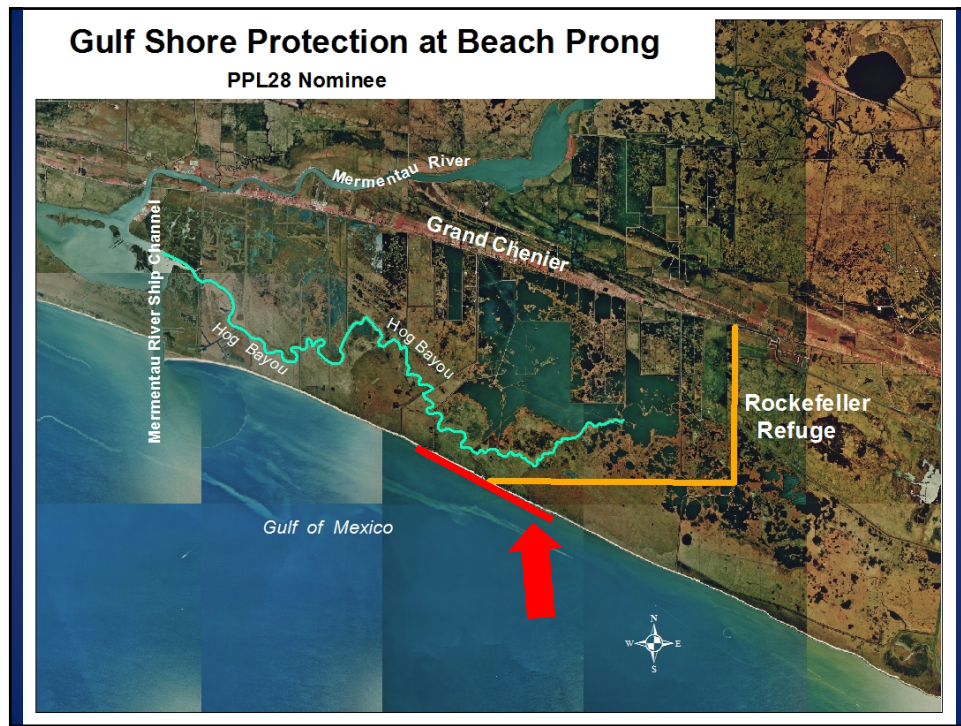 Gulf Shore Protection at Beach Prong
PPL28 Nominee
Mermentau River
Grand Chenier
Mermentau River Ship Channel
Hog Bayou
Hog Bayou
Rockefeller
Refuge
Gulf of Mexico
N
W E
S